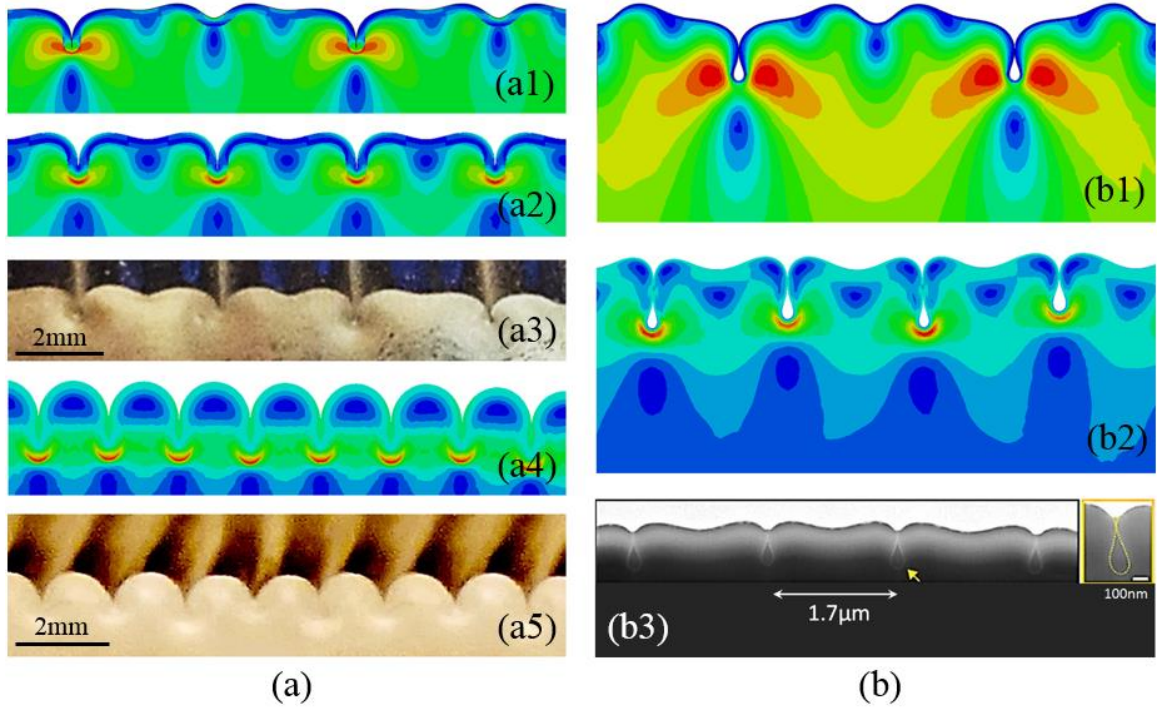 (a1)
(a2)
2mm
(a3)
(a4)
2mm
(a5)
(a)
(b1)
(b2)
1.7μm
100nm
(b3)
(b)